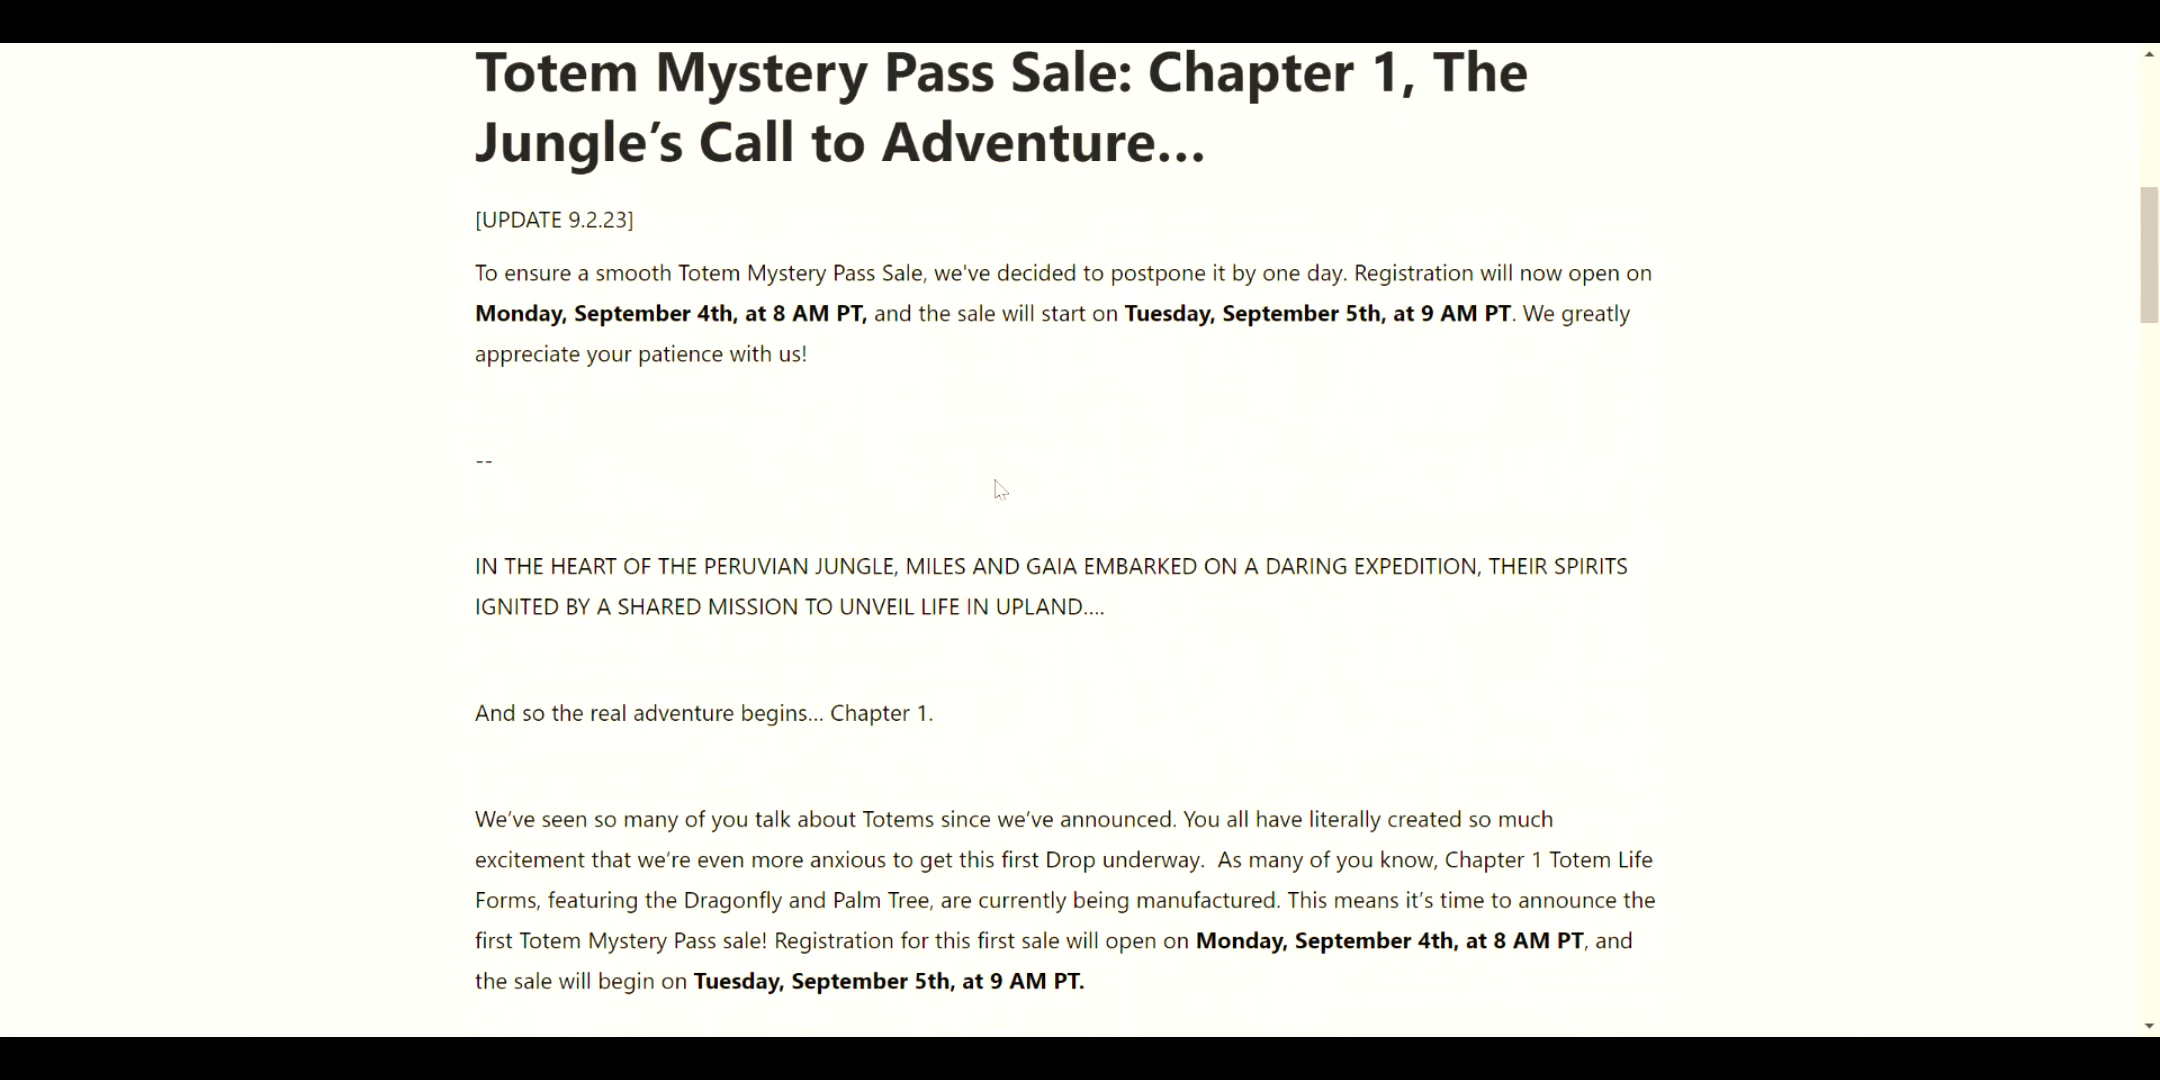 Totem Mystery Pass Sale: Chapter 1, The
Jungle’s Call to Adventure...
[UPDATE 9.2.23]
To ensure a smooth Totem Mystery Pass Sale, we've decided to postpone it by one day. Registration will now open on
Monday, September 4th, at 8 AM PT, and the sale will start on Tuesday, September 5th, at 9 AM PT. We greatly
appreciate your patience with us!
--
IN THE HEART OF THE PERUVIAN JUNGLE, MILES AND GAIA EMBARKED ON A DARING EXPEDITION, THEIR SPIRITS
IGNITED BY A SHARED MISSION TO UNVEIL LIFE IN UPLAND....
And so the real adventure begins... Chapter 1.
We’ve seen so many of you talk about Totems since we’ve announced. You all have literally created so much
excitement that we’re even more anxious to get this first Drop underway.  As many of you know, Chapter 1 Totem Life
Forms, featuring the Dragonfly and Palm Tree, are currently being manufactured. This means it’s time to announce the
first Totem Mystery Pass sale! Registration for this first sale will open on Monday, September 4th, at 8 AM PT, and
the sale will begin on Tuesday, September 5th, at 9 AM PT.